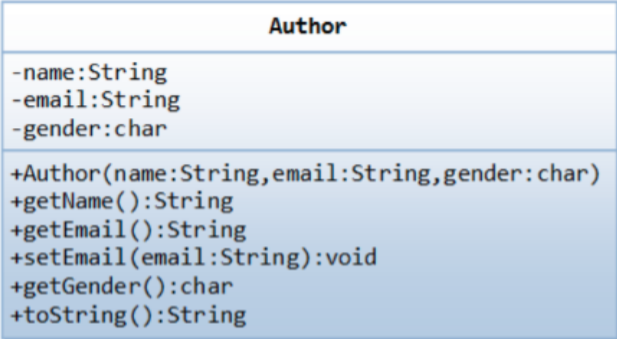 Author
-name:String
-email:String
-gender:char
+Author(name:String,email:String,gender:char)
+getName():String
+getEmail():String
+setEmail(email:String):void
+getGender():char
+toString():String